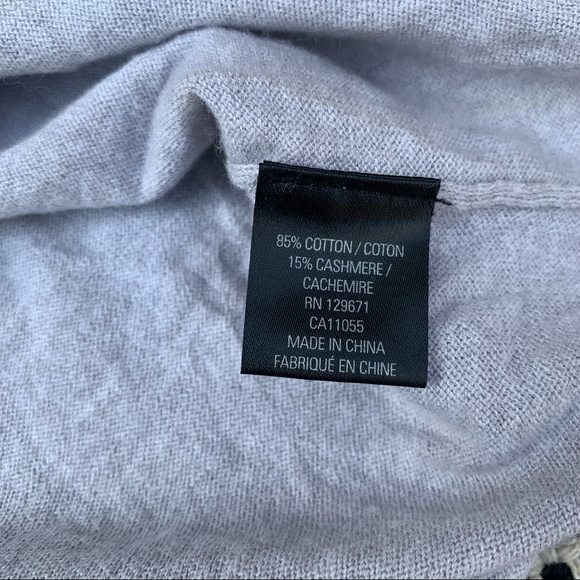 85% COTTON / COTON
15% CASHMERE /
CACHEMIRE
RN 129671
CA11055
MADE IN CHINA
FABRIQUÉ EN CHINE